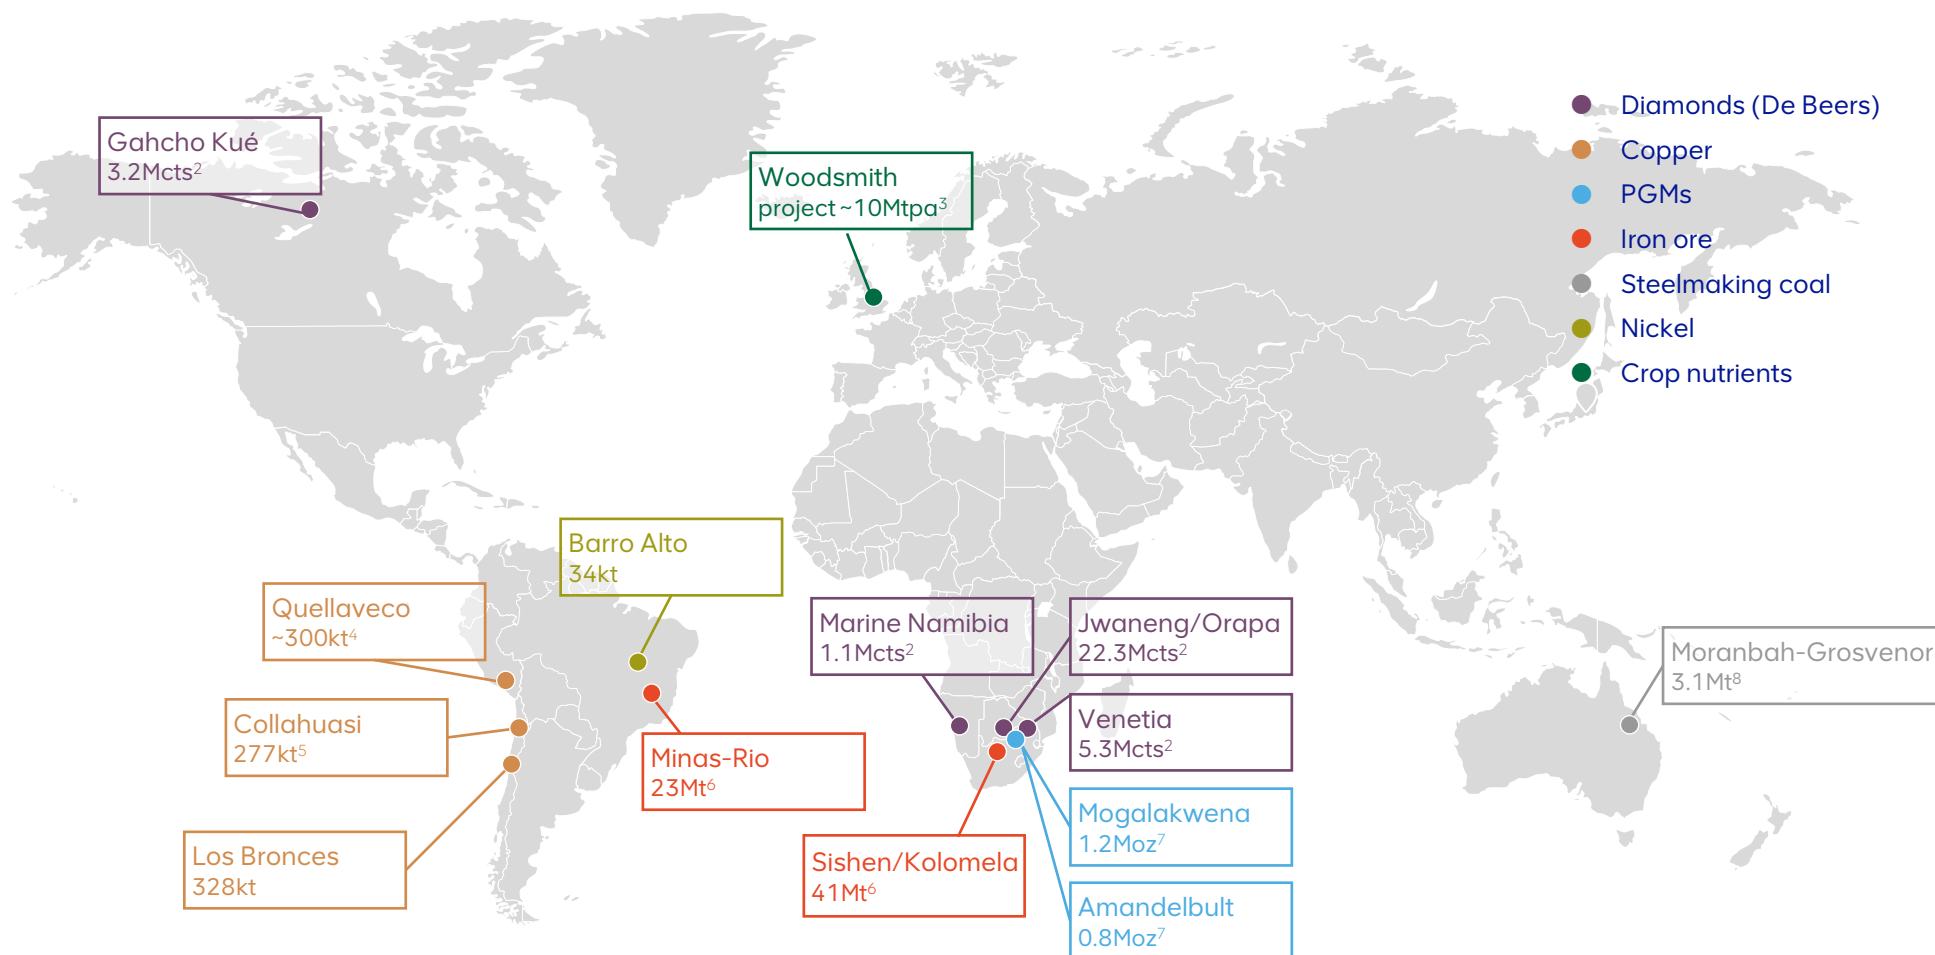 Gahcho Kué
3.2Mcts²
Woodsmith
project ~10Mtpa³
Diamonds (De Beers)
Copper
PGMs
Iron ore
Steelmaking coal
Nickel
Crop nutrients
Barro Alto
34kt
Quellaveco
~300kt⁴
Collahuasi
277kt⁵
Los Bronces
328kt
Minas-Rio
23Mt⁶
Marine Namibia
1.1Mcts²
Jwaneng/Orapa
22.3Mcts²
Venetia
5.3Mcts²
Sishen/Kolomela
41Mt⁶
Mogalakwena
1.2Moz⁷
Amandelbult
0.8Moz⁷
Moranbah-Grosvenor
3.1Mt⁸